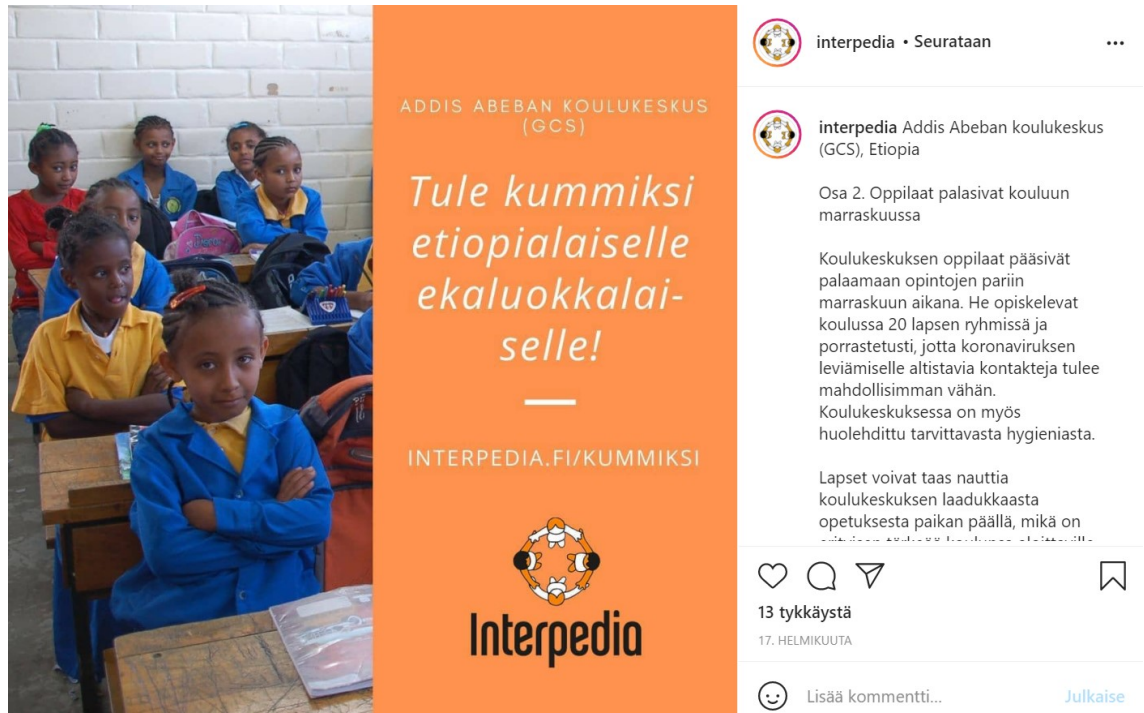 ADDIS ABEBAN KOULUKESKUS
(GCS)
Tule kummiksi
etiopialaiselle
ekaluokkalai-
selle!
INTERPEDIA.FI/KUMMIKSI
Interpedia
interpedia • Seurataan
interpedia Addis Abeban koulukeskus
(GCS), Etiopia
Osa 2. Oppilaat palasivat kouluun
marraskuussa
Koulukeskuksen oppilaat pääsivät
palaamaan opintojen pariin
marraskuun aikana. He opiskelevat
koulussa 20 lapsen ryhmissä ja
porrastetusti, jotta koronaviruksen
leviämiselle altistavia kontakteja tulee
mahdollisimman vähän.
Koulukeskuksessa on myös
huolehdittu tarvittavasta hygieniasta.
Lapset voivat taas nauttia
koulukeskuksen laadukkaasta
opetuksesta paikan päällä, mikä on
13 tykkäystä
17. HELMIKUUTA
Lisää kommentti...
Julkaise